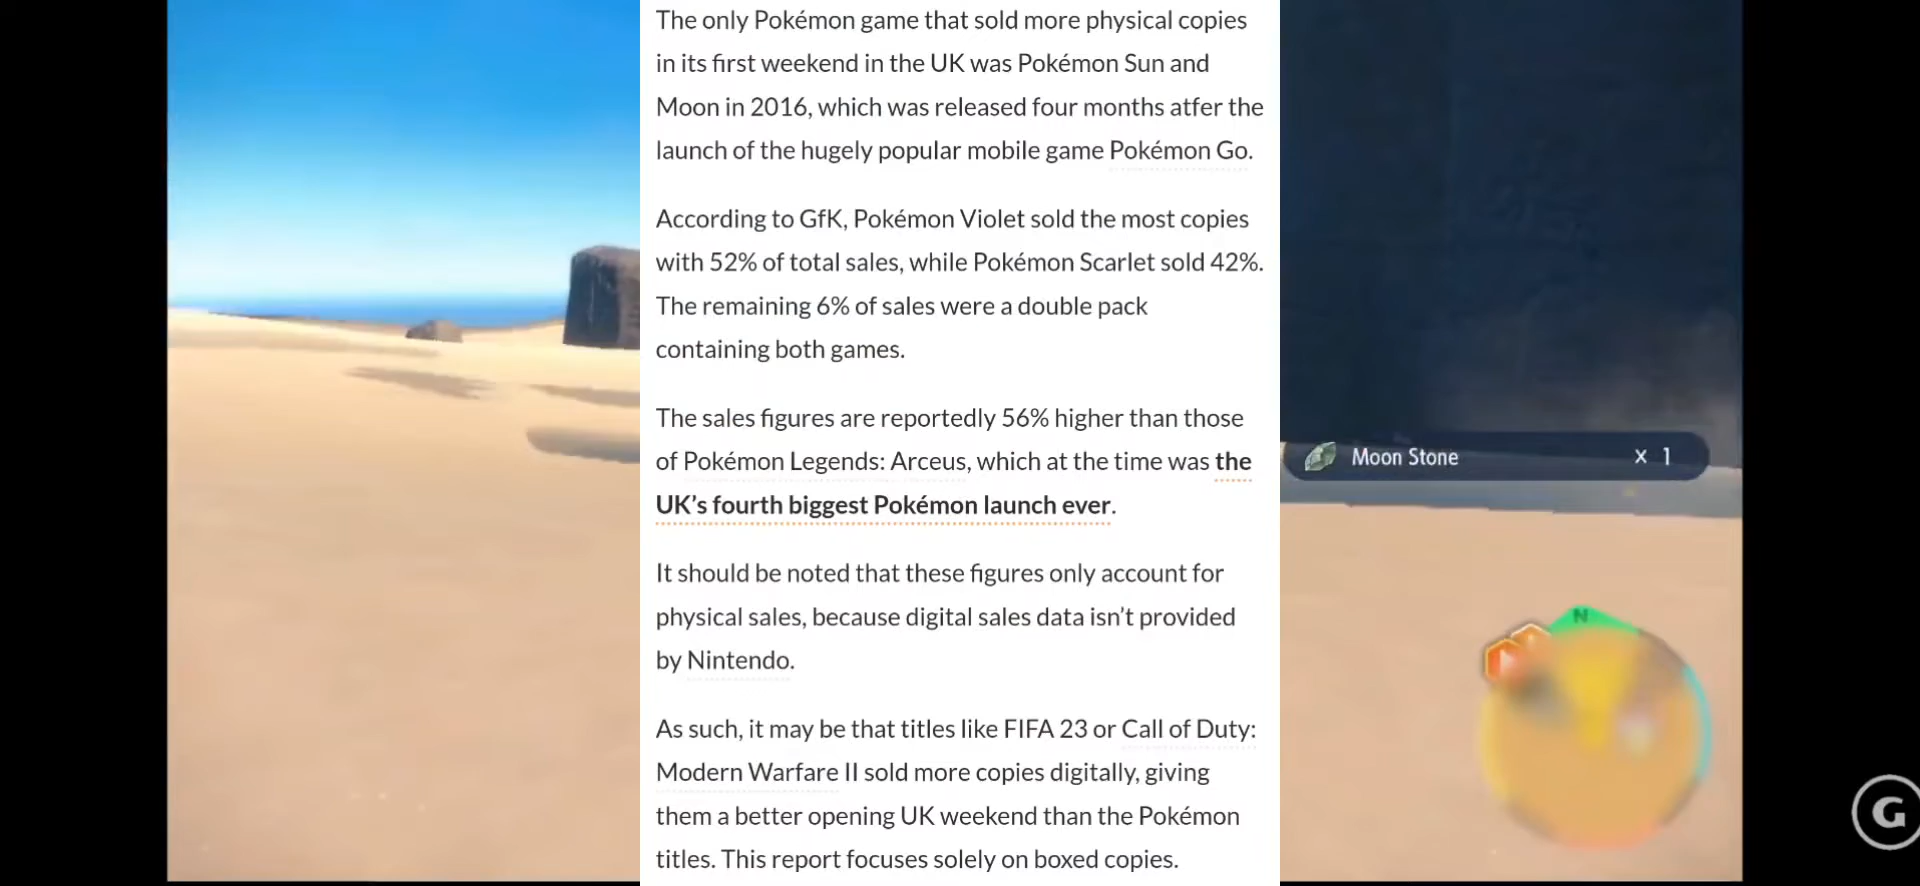 The only Pokémon game that sold more physical copies
in its first weekend in the UK was Pokémon Sun and
Moon in 2016, which was released four months atfer the
launch of the hugely popular mobile game Pokémon Go.
According to GfK, Pokémon Violet sold the most copies
with 52% of total sales, while Pokémon Scarlet sold 42%.
The remaining 6% of sales were a double pack
containing both games.
The sales figures are reportedly 56% higher than those
of Pokémon Legends: Arceus, which at the time was the
UK’s fourth biggest Pokémon launch ever.
It should be noted that these figures only account for
physical sales, because digital sales data isn’t provided
by Nintendo.
As such, it may be that titles like FIFA 23 or Call of Duty:
Modern Warfare II sold more copies digitally, giving
them a better opening UK weekend than the Pokémon
titles. This report focuses solely on boxed copies.
Moon Stone x 1
N
G